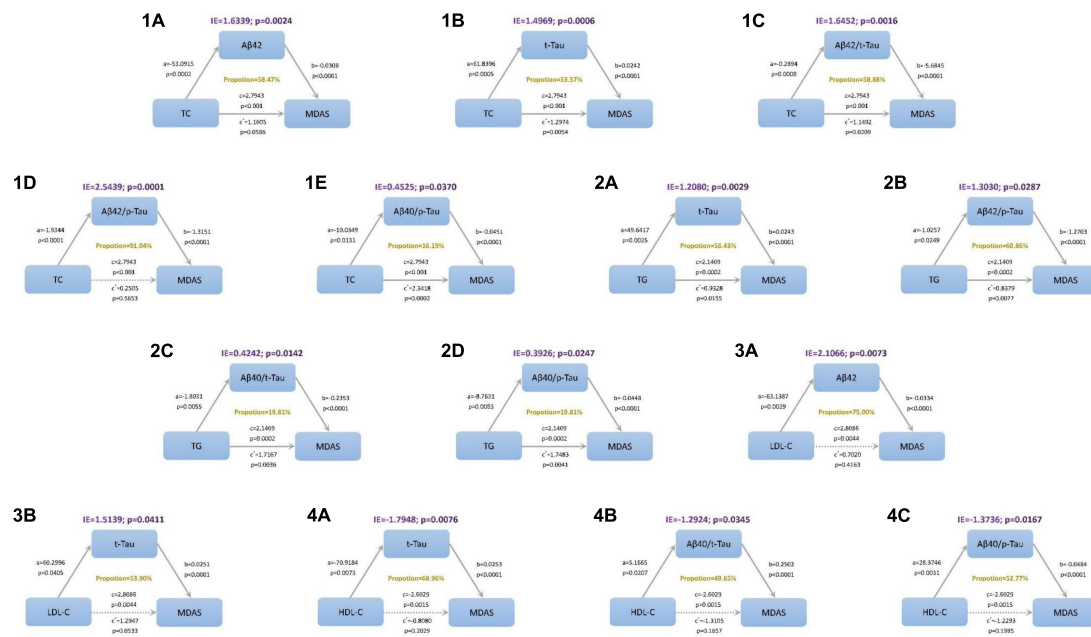 1A
IE=1.6339; p=0.0024
Aβ42
a=-53.0915
p=0.0002
b=-0.0308
p<0.0001
Propotion=58.47%
c=2.7943
p<0.001
TC
MDAS
c'=1.1605
p=0.0586
1B
IE=1.4969; p=0.0006
t-Tau
a=61.8396
p=0.0005
b=0.0242
p<0.0001
Propotion=53.57%
c=2.7943
p<0.001
TC
MDAS
c'=1.2974
p=0.0054
1C
IE=1.6452; p=0.0016
Aβ42/t-Tau
a=-0.2894
p=0.0008
b=-5.6845
p<0.0001
Propotion=58.88%
c=2.7943
p<0.001
TC
MDAS
c'=1.1492
p=0.0209
1D
IE=2.5439; p=0.0001
Aβ42/p-Tau
a=-1.9344
p<0.0001
b=-1.3151
p<0.0001
Propotion=91.04%
c=2.7943
p<0.001
TC
MDAS
c'=0.2505
p=0.5653
1E
IE=0.4525; p=0.0370
Aβ40/p-Tau
a=-10.0349
p=0.0131
b=-0.0451
p<0.0001
Propotion=16.19%
c=2.7943
p<0.001
TC
MDAS
c'=2.3418
p=0.0002
2A
IE=1.2080; p=0.0029
t-Tau
a=49.6417
p=0.0025
b=0.0243
p<0.0001
Propotion=56.43%
c=2.1409
p=0.0002
TG
MDAS
c'=0.9328
p=0.0155
2B
IE=1.3030; p=0.0287
Aβ42/p-Tau
a=-1.0257
p=0.0249
b=-1.2703
p<0.0001
Propotion=60.86%
c=2.1409
p=0.0002
TG
MDAS
c'=0.8379
p=0.0077
2C
IE=0.4242; p=0.0142
Aβ40/t-Tau
a=-1.8031
p=0.0055
b=-0.2353
p<0.0001
Propotion=19.81%
c=2.1409
p=0.0002
TG
MDAS
c'=1.7167
p=0.0036
2D
IE=0.3926; p=0.0247
Aβ40/p-Tau
a=-8.7631
p=0.0083
b=-0.0448
p<0.0001
Propotion=19.81%
c=2.1409
p=0.0002
TG
MDAS
c'=1.7483
p=0.0041
3A
IE=2.1066; p=0.0073
Aβ42
a=-63.1387
p=0.0029
b=-0.0334
p<0.0001
Propotion=75.00%
c=2.8086
p=0.0044
LDL-C
MDAS
c'=0.7020
p=0.4163
3B
IE=1.5139; p=0.0411
t-Tau
a=60.2996
p=0.0405
b=0.0251
p<0.0001
Propotion=53.90%
c=2.8086
p=0.0044
LDL-C
MDAS
c'=1.2947
p=0.0533
4A
IE=-1.7948; p=0.0076
t-Tau
a=-70.9184
p=0.0073
b=0.0253
p<0.0001
Propotion=68.96%
c=-2.6029
p=0.0015
HDL-C
MDAS
c'=-0.8080
p=0.2029
4B
IE=-1.2924; p=0.0345
Aβ40/t-Tau
a=5.1665
p=0.0207
b=0.2502
p<0.0001
Propotion=49.65%
c=-2.6029
p=0.0015
HDL-C
MDAS
c'=-1.3105
p=0.1657
4C
IE=-1.3736; p=0.0167
Aβ40/p-Tau
a=28.3746
p=0.0031
b=-0.0484
p<0.0001
Propotion=52.77%
c=-2.6029
p=0.0015
HDL-C
MDAS
c'=-1.2293
p=0.1985